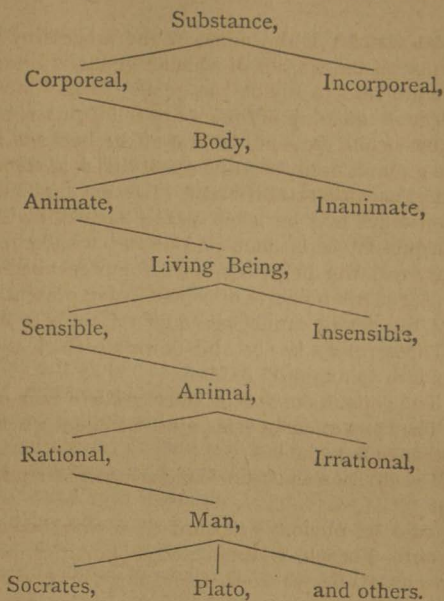 Substance,
Corporeal, Incorporeal,
Body,
Animate, Inanimate,
Living Being,
Sensible, Insensible,
Animal,
Rational, Irrational,
Man,
Socrates, Plato, and others.